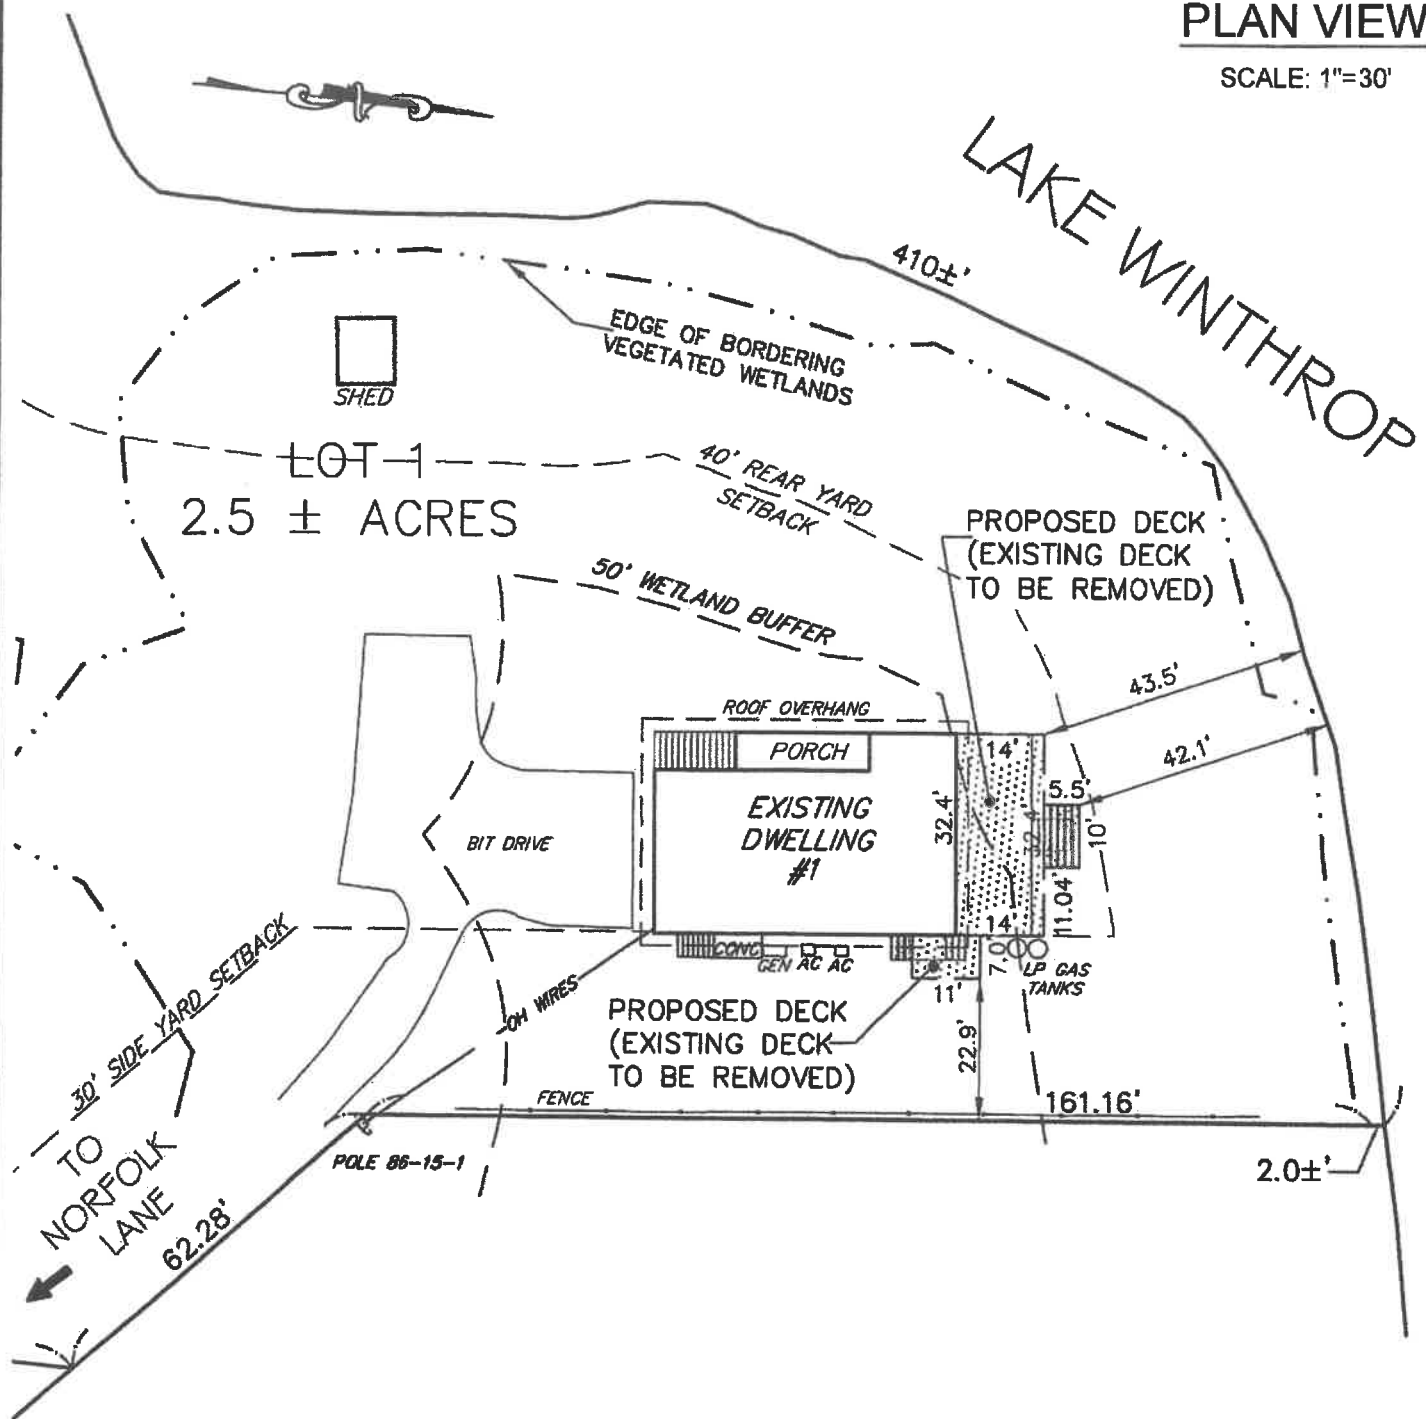 PLAN VIEW
SCALE: 1"=30'
LAKE WINTHROP
410±'
EDGE OF BORDERING
VEGETATED WETLANDS
SHED
LOT 1
2.5 ± ACRES
40' REAR YARD
SETBACK
PROPOSED DECK
(EXISTING DECK
TO BE REMOVED)
50' WETLAND BUFFER
43.5'
42.1'
ROOF OVERHANG
PORCH
14'
5.5'
EXISTING
DWELLING
#1
32.4'
32.4'
10'
BIT DRIVE
11.04'
14'
CONC
GEN
AC
AC
7.0'
LP GAS
TANKS
11'
OH WIRES
PROPOSED DECK
(EXISTING DECK
TO BE REMOVED)
22.9'
30' SIDE YARD SETBACK
FENCE
161.16'
POLE 86-15-1
2.0±'
TO
NORFOLK
LANE
62.28'